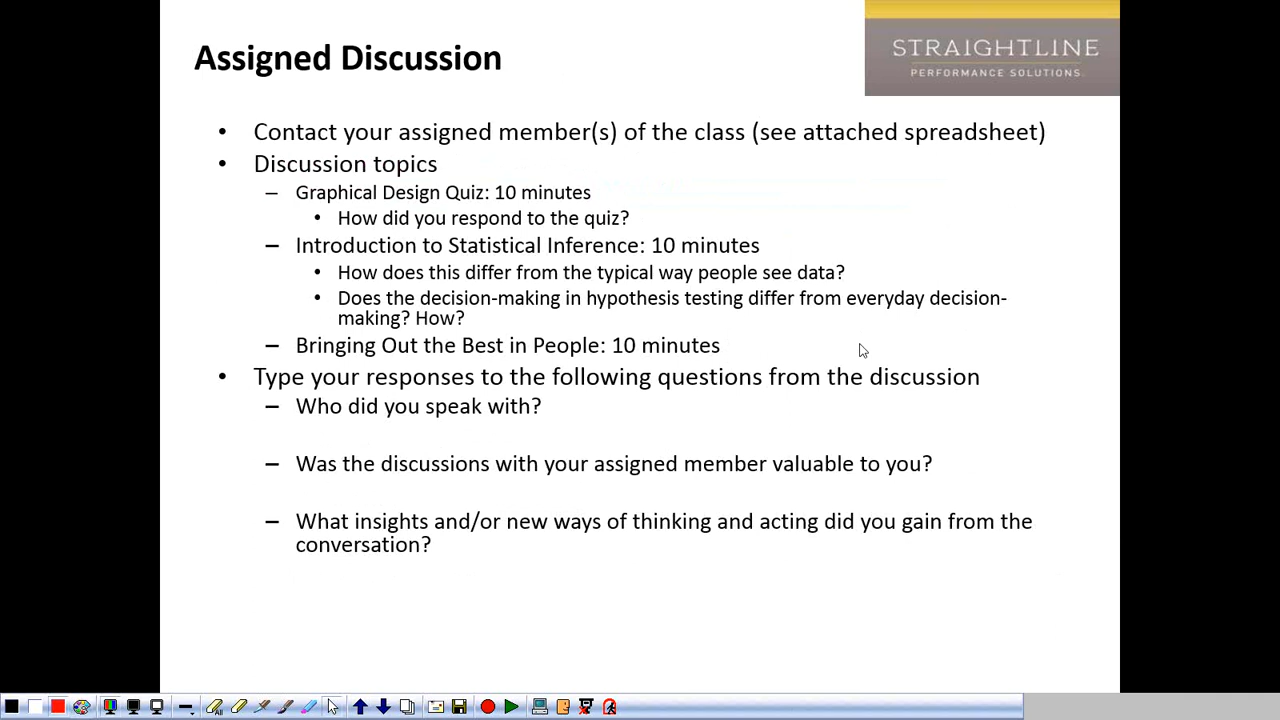 Assigned Discussion
STRAIGHTLINE
PERFORMANCE SOLUTIONS.
• Contact your assigned member(s) of the class (see attached spreadsheet)
• Discussion topics
– Graphical Design Quiz: 10 minutes
• How did you respond to the quiz?
– Introduction to Statistical Inference: 10 minutes
• How does this differ from the typical way people see data?
• Does the decision-making in hypothesis testing differ from everyday decision-
making? How?
– Bringing Out the Best in People: 10 minutes
• Type your responses to the following questions from the discussion
– Who did you speak with?
– Was the discussions with your assigned member valuable to you?
– What insights and/or new ways of thinking and acting did you gain from the
conversation?